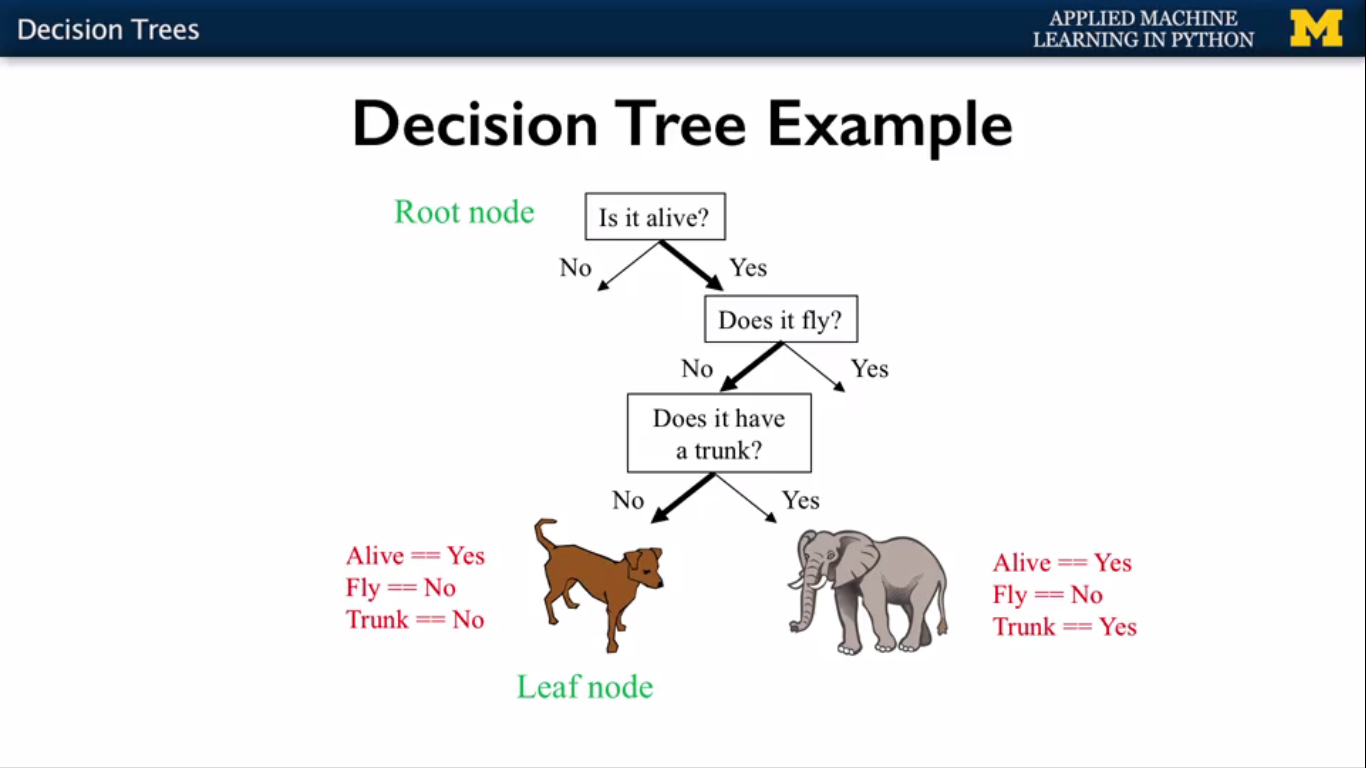 Decision Trees
APPLIED MACHINE
LEARNING IN PYTHON
M
Decision Tree Example
Root node
Is it alive?
No
Yes
Does it fly?
No
Yes
Does it have
a trunk?
No
Yes
Alive == Yes
Fly == No
Trunk == No
Alive == Yes
Fly == No
Trunk == Yes
Leaf node